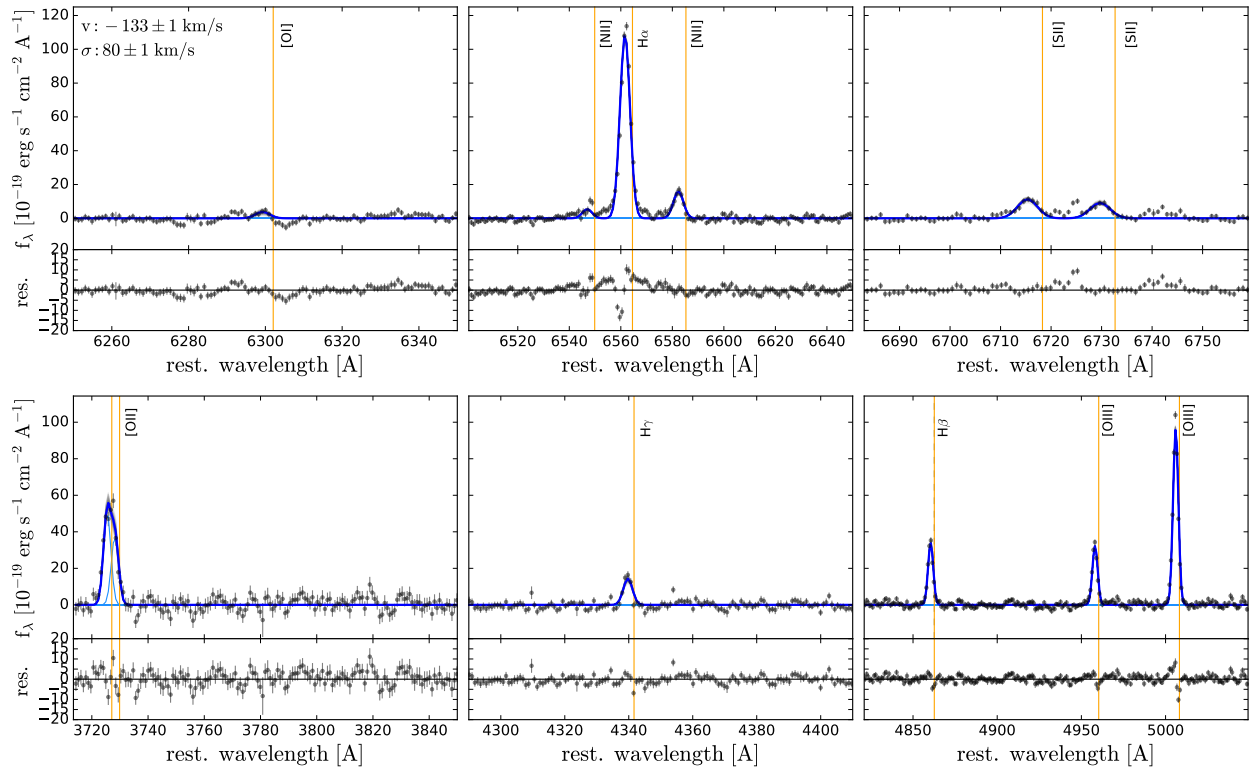 v: −133±1 km/s
σ: 80±1 km/s
[OI]
[NII]
Hα
[NII]
[SII]
[SII]
f_λ [10^{−19} erg s^{−1} cm^{−2} A^{−1}]
120
100
80
60
40
20
0
res.
20
15
10
5
0
−5
−1
−1
−20
6260 6280 6300 6320 6340
6520 6540 6560 6580 6600 6620 6640
6690 6700 6710 6720 6730 6740 6750
rest. wavelength [A]
rest. wavelength [A]
rest. wavelength [A]
[OII]
Hγ
Hβ
[OIII]
[OIII]
f_λ [10^{−19} erg s^{−1} cm^{−2} A^{−1}]
100
80
60
40
20
0
res.
20
15
10
5
0
−5
−1
−1
−20
3720 3740 3760 3780 3800 3820 3840
4300 4320 4340 4360 4380 4400
4850 4900 4950 5000
rest. wavelength [A]
rest. wavelength [A]
rest. wavelength [A]